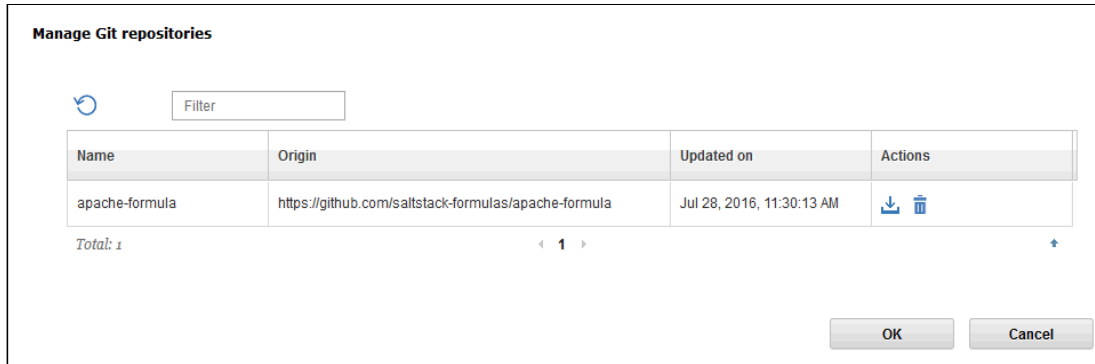 Manage Git repositories
Filter
Name Origin Updated on Actions
apache-formula https://github.com/saltstack-formulas/apache-formula Jul 28, 2016, 11:30:13 AM
Total: 1 1
OK Cancel